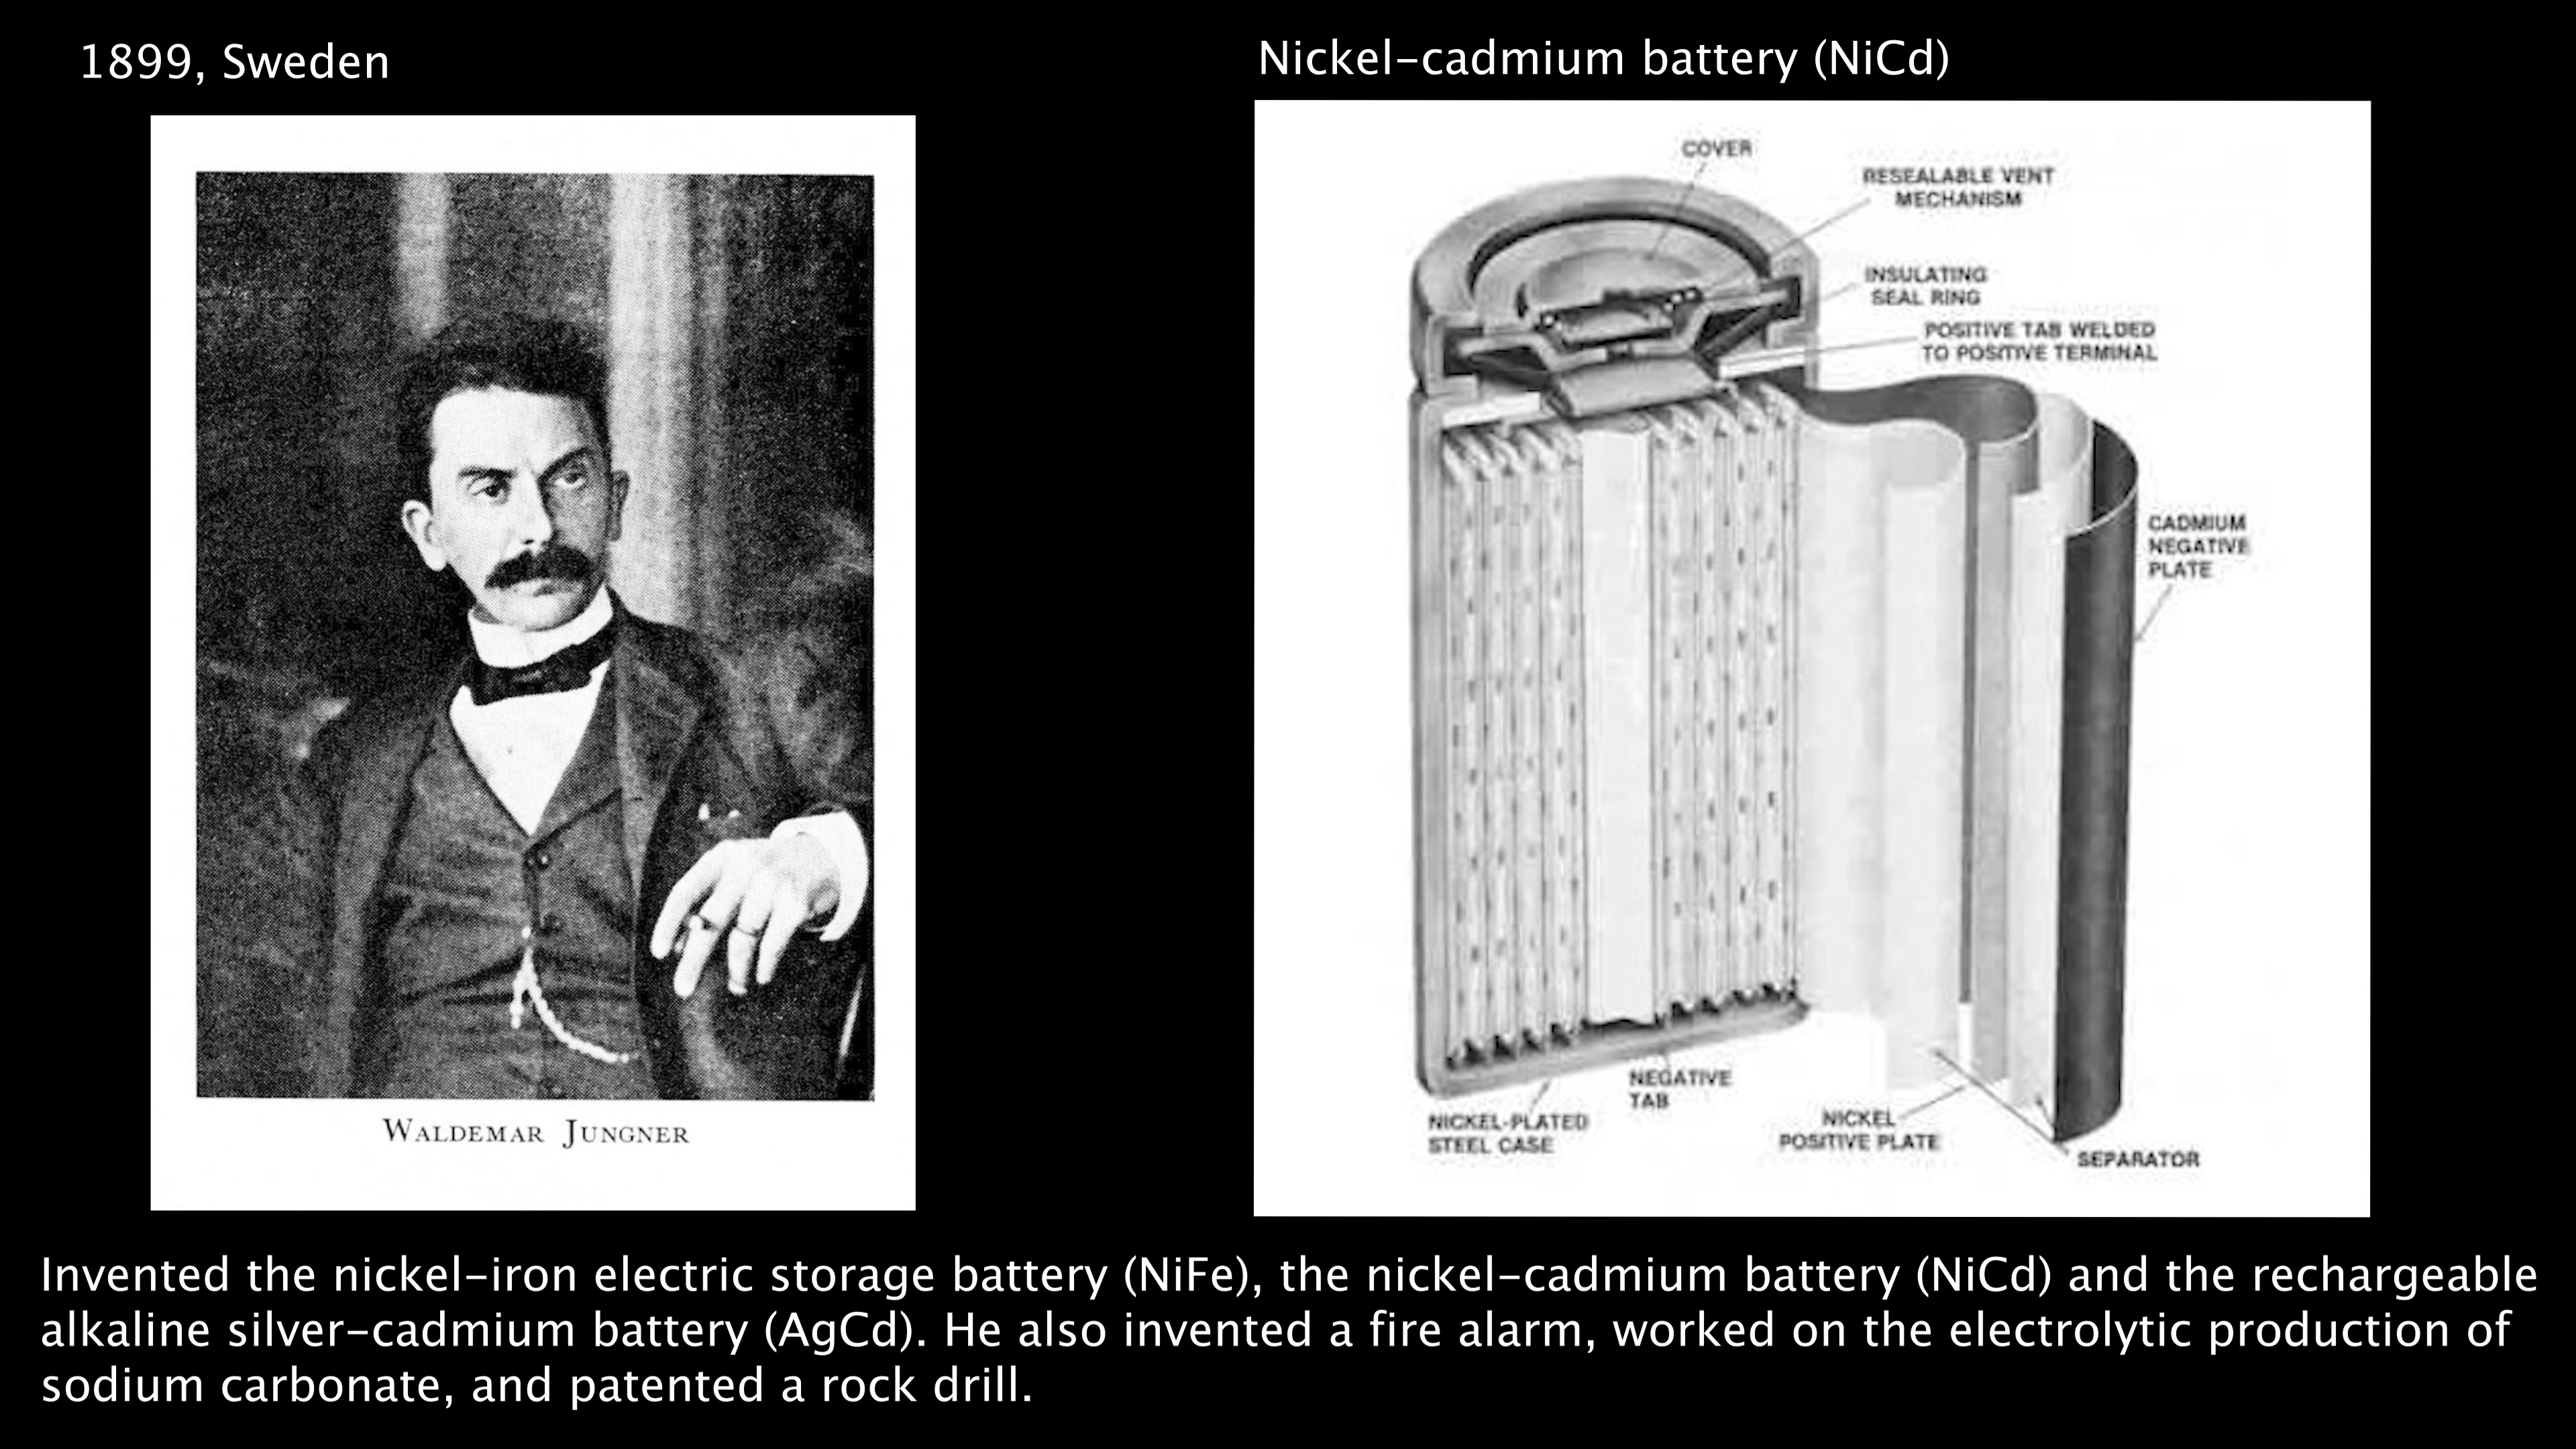 1899, Sweden
Nickel-cadmium battery (NiCd)
WALDEMAR JUNGNER
COVER
RESEALABLE VENT
MECHANISM
INSULATING
SEAL RING
POSITIVE TAB WELDED
TO POSITIVE TERMINAL
CADMIUM
NEGATIVE
PLATE
NEGATIVE
TAB
NICKEL-PLATED
STEEL CASE
NICKEL
POSITIVE PLATE
SEPARATOR
Invented the nickel-iron electric storage battery (NiFe), the nickel-cadmium battery (NiCd) and the rechargeable
alkaline silver-cadmium battery (AgCd). He also invented a fire alarm, worked on the electrolytic production of
sodium carbonate, and patented a rock drill.